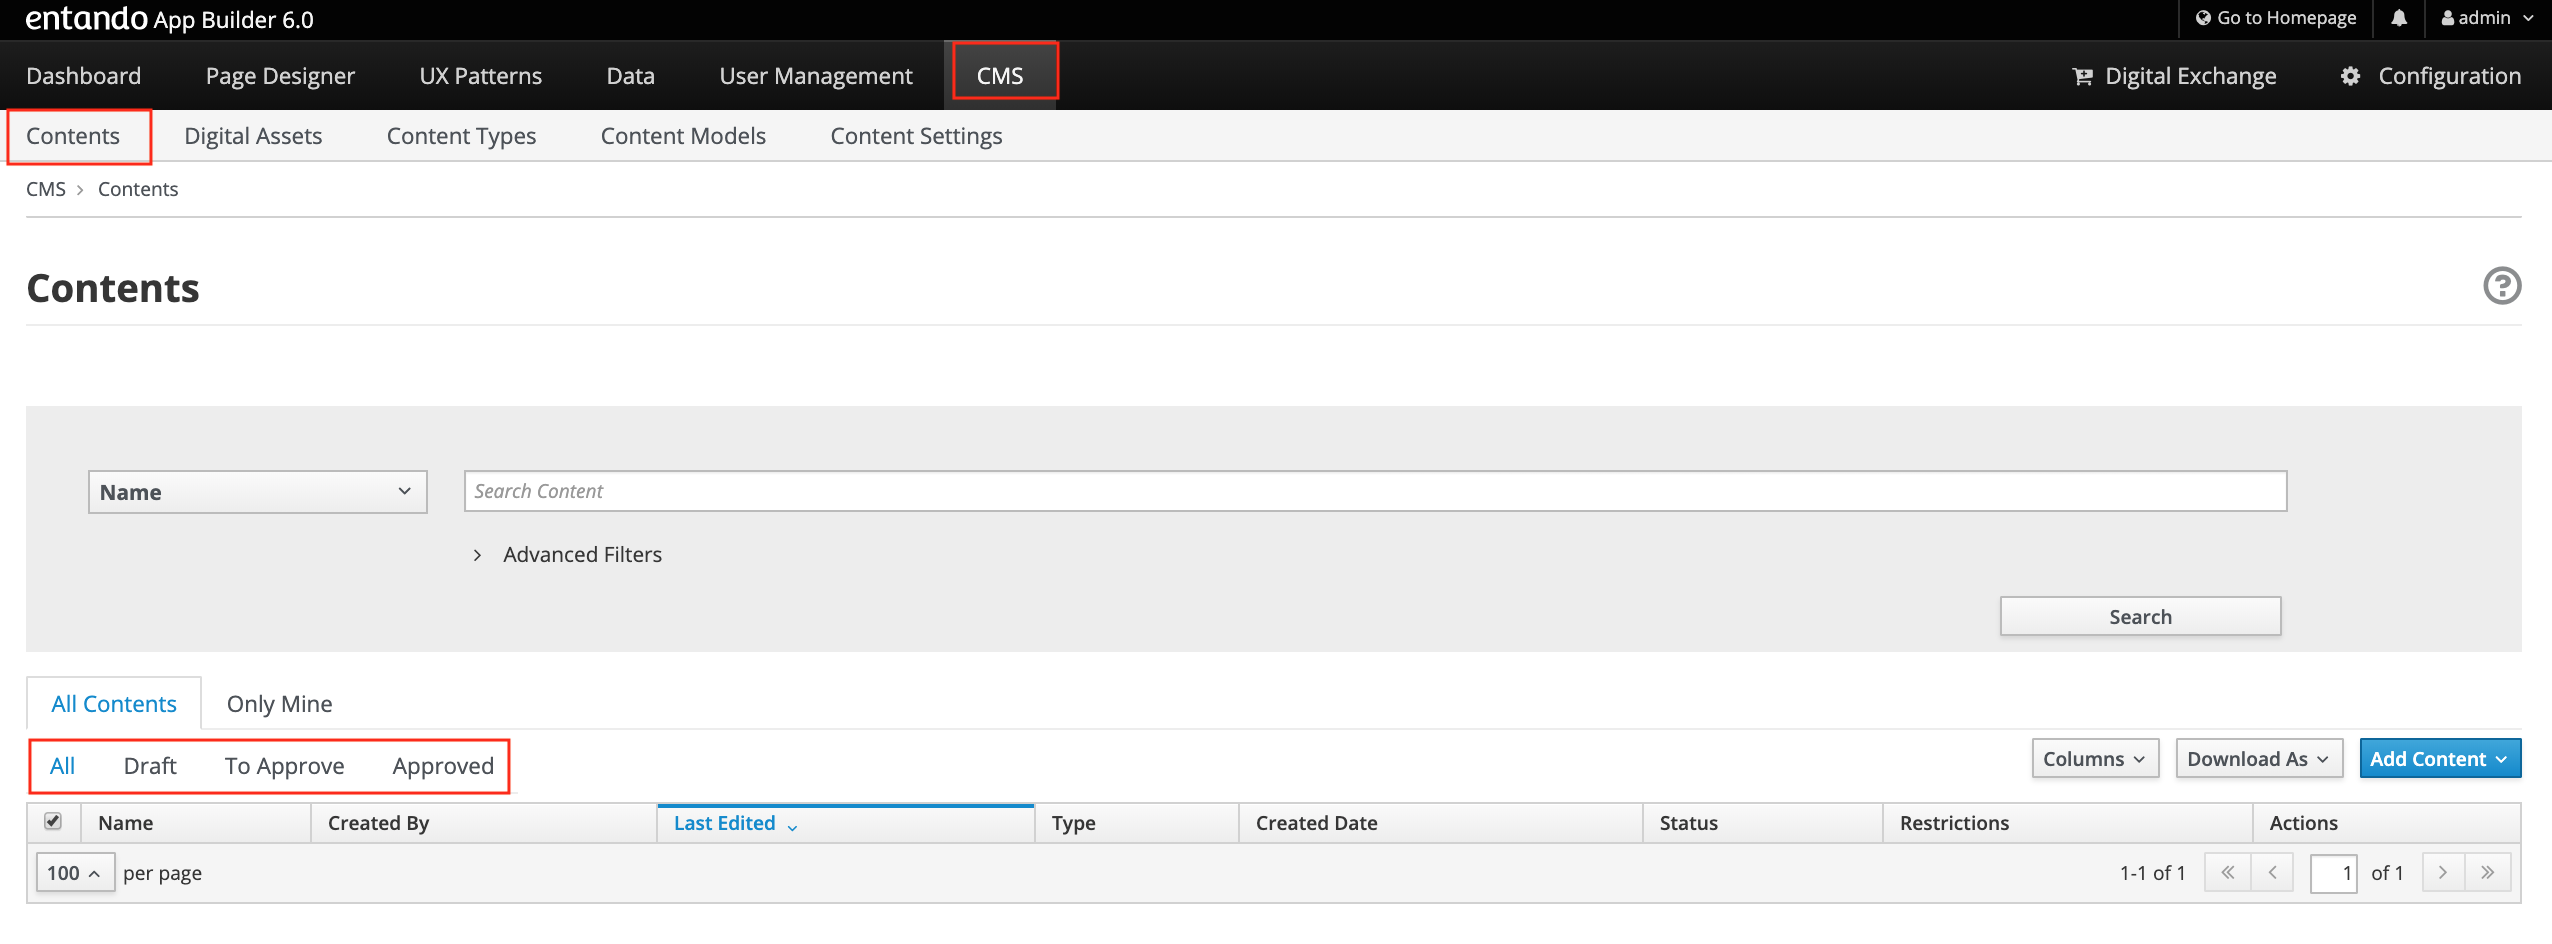 entando App Builder 6.0 Go to Homepage admin
Dashboard Page Designer UX Patterns Data User Management CMS Digital Exchange Configuration
Contents Digital Assets Content Types Content Models Content Settings
CMS > Contents
Contents ?
Name Search Content
> Advanced Filters
Search
All Contents Only Mine
All Draft To Approve Approved Columns Download As Add Content
Name Created By Last Edited Type Created Date Status Restrictions Actions
100 per page 1-1 of 1 « < 1 of 1 > »